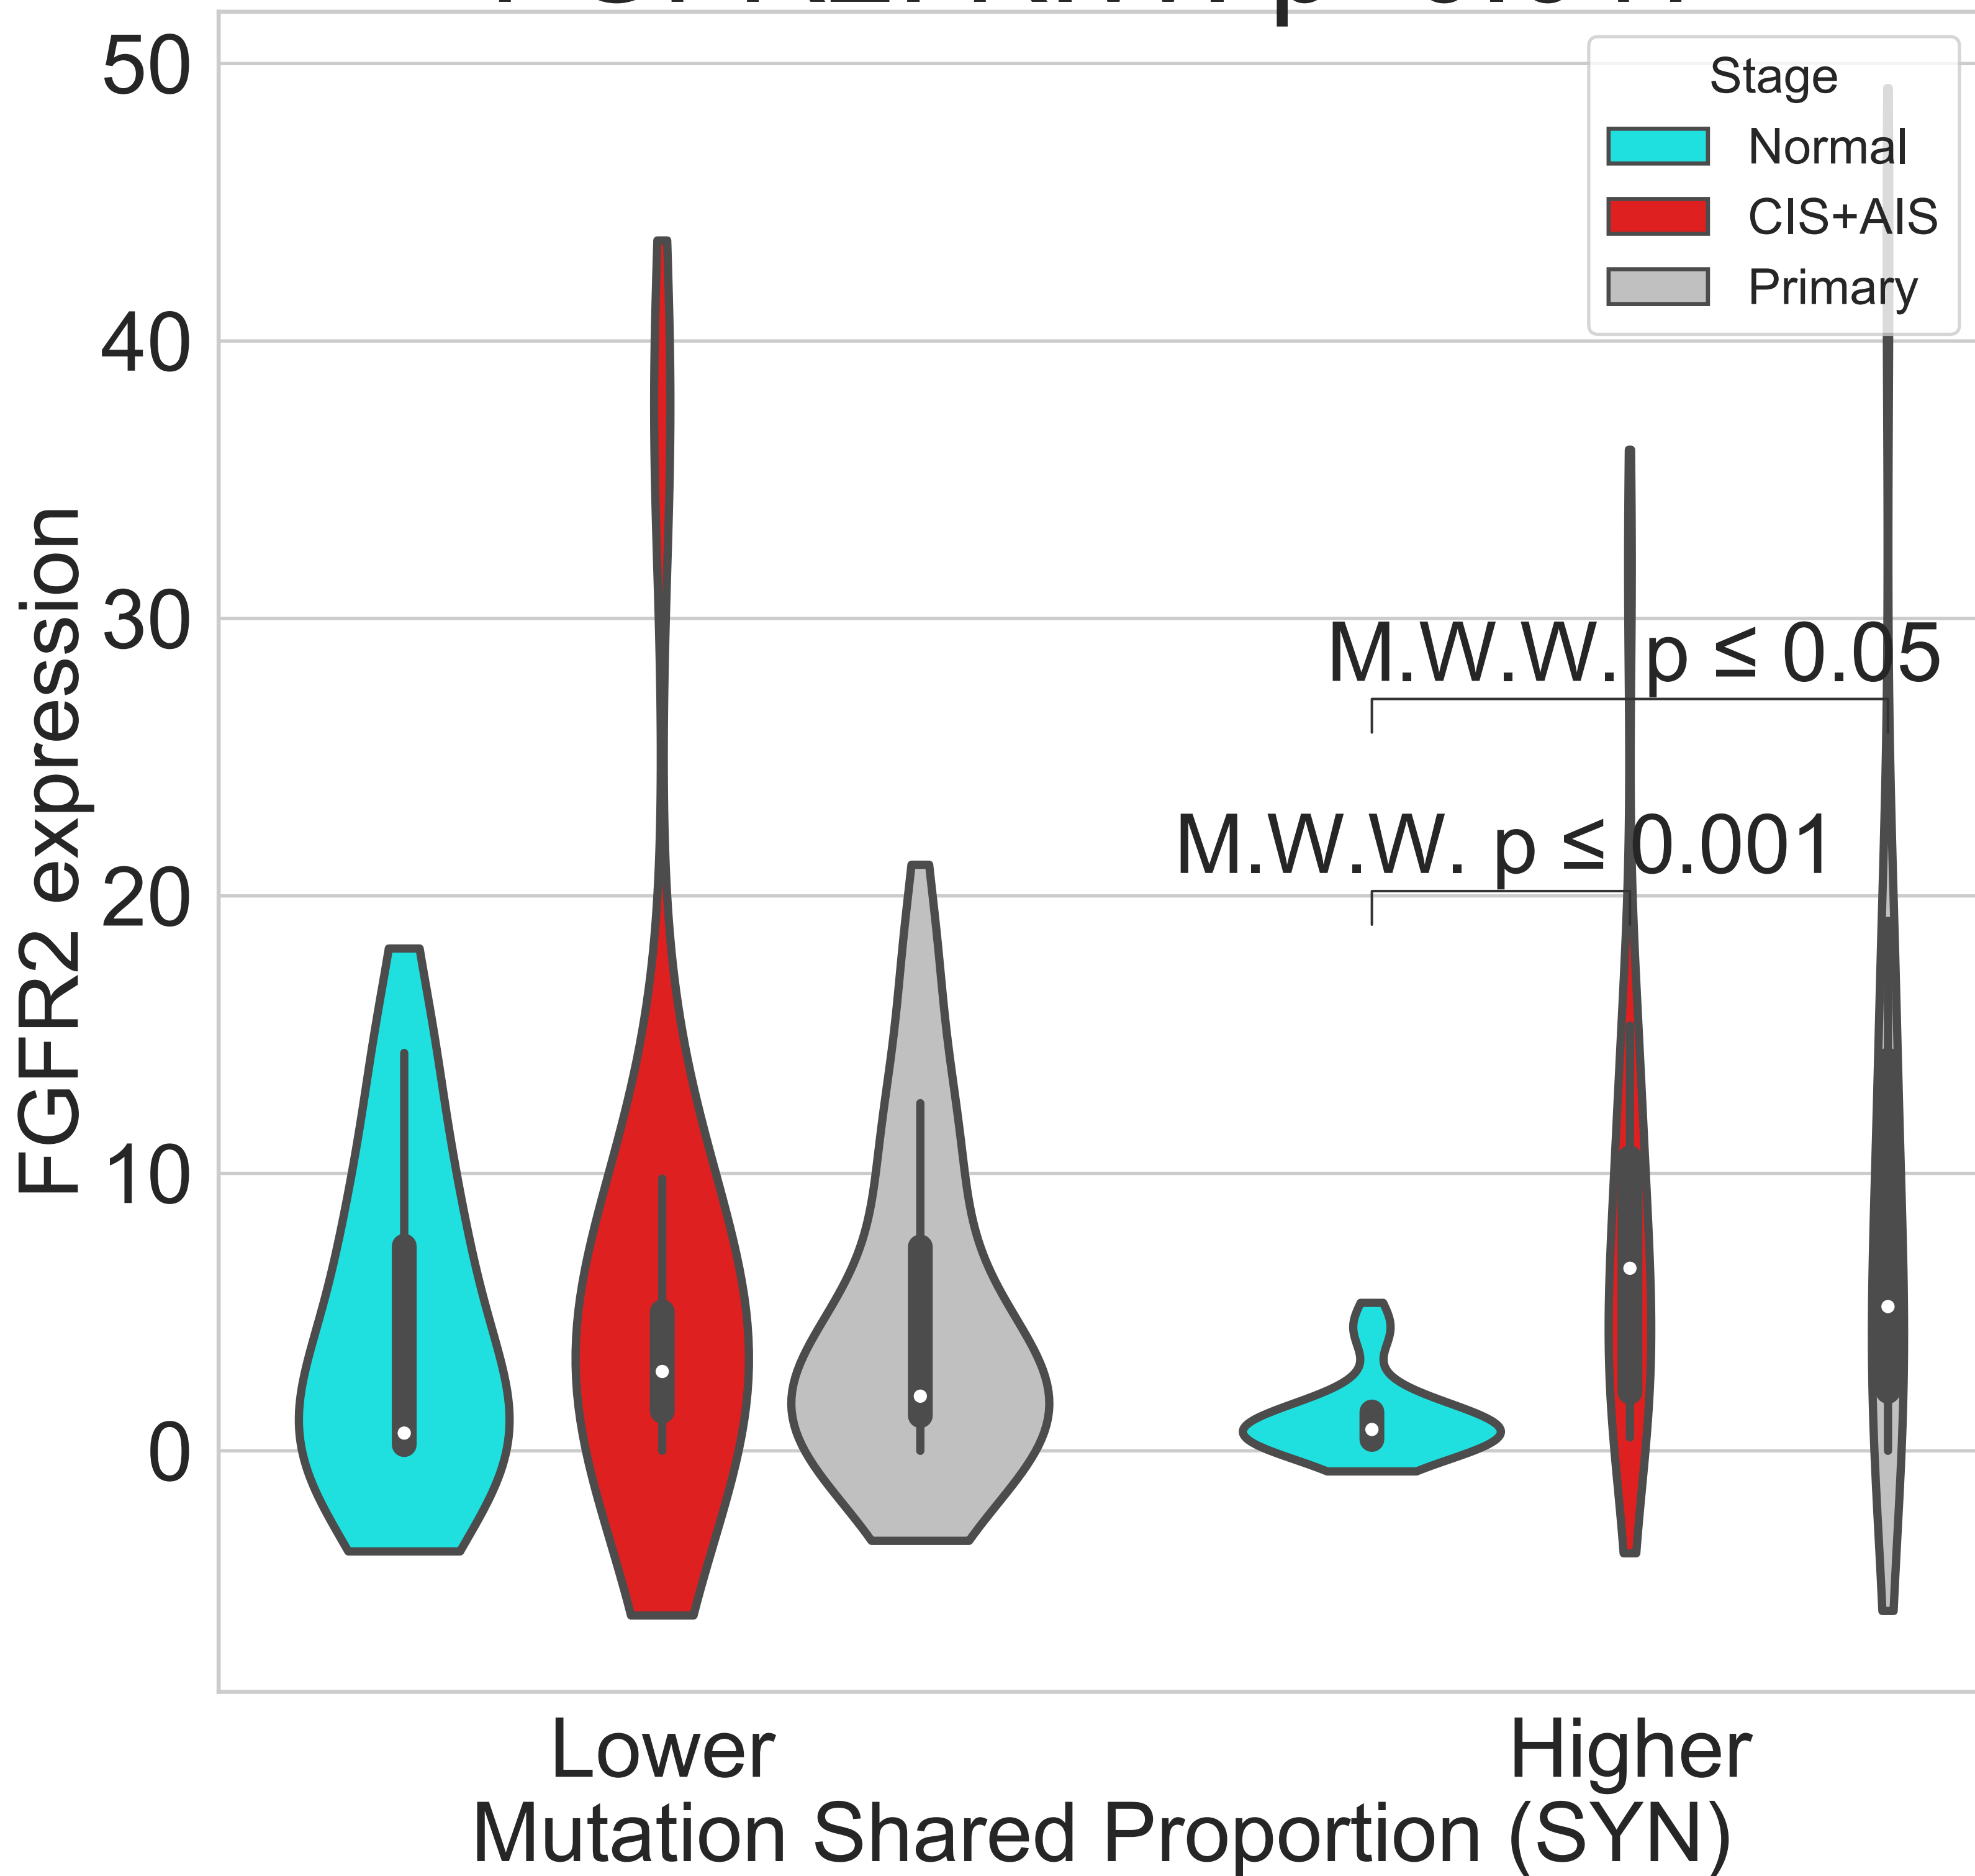 50
Stage
Normal
CIS+AIS
Primary
40
30
20
10
0
FGFR2 expression
M.W.W. p ≤ 0.05
M.W.W. p ≤ 0.001
Lower
Higher
Mutation Shared Proportion (SYN)